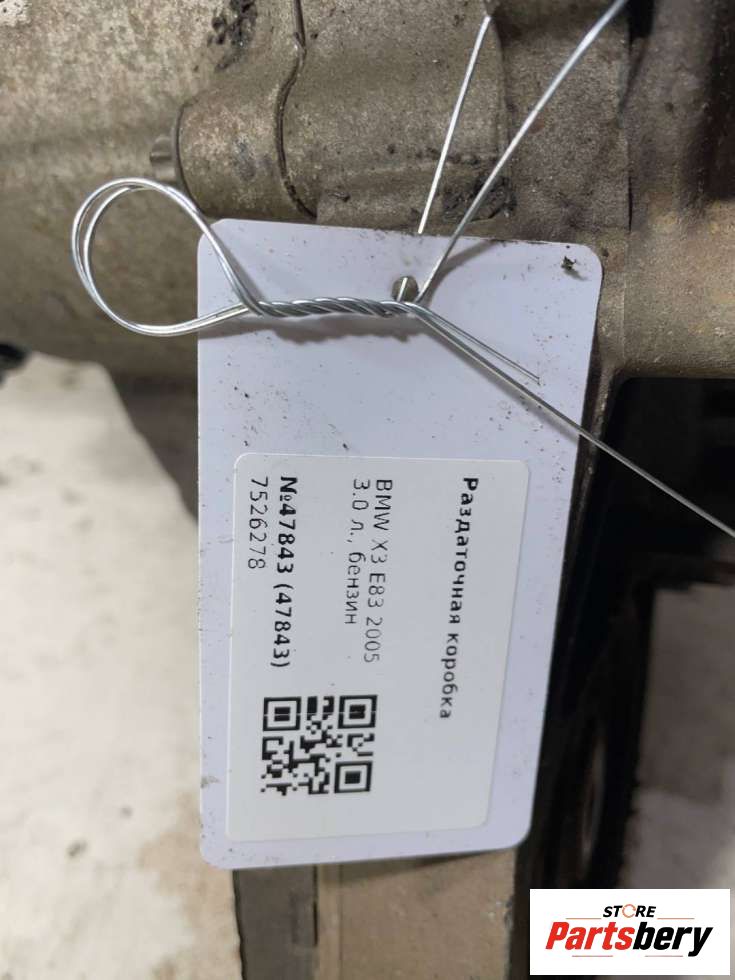 Раздаточная коробка
BMW X3 E83 2005
3.0 л., бензин
№47843 (47843)
7526278
STORE
Partsbery